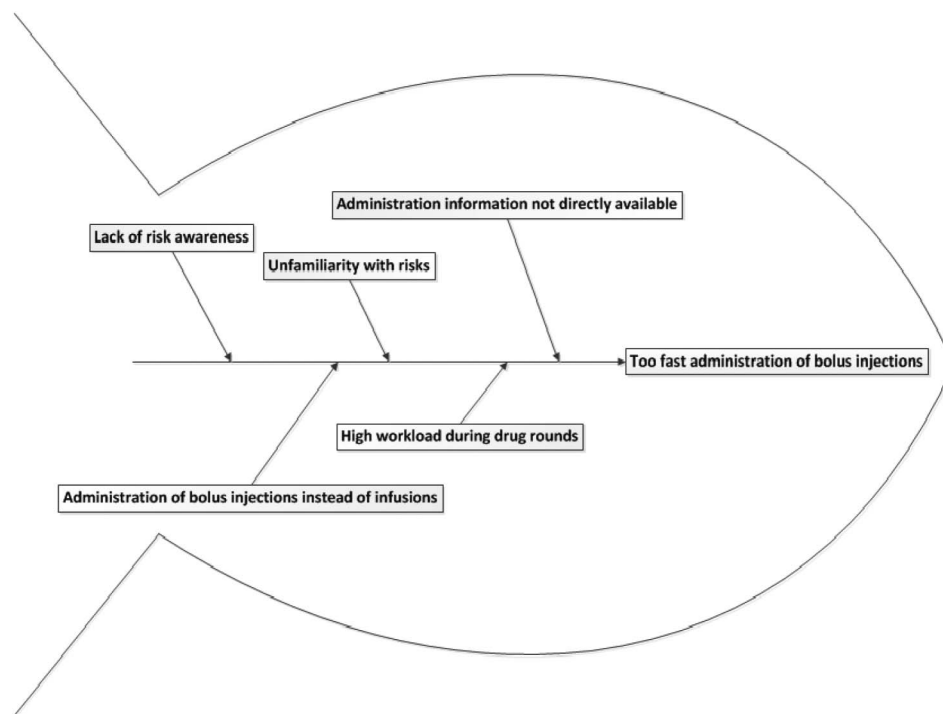 Administration information not directly available
Lack of risk awareness
Unfamiliarity with risks
Too fast administration of bolus injections
High workload during drug rounds
Administration of bolus injections instead of infusions